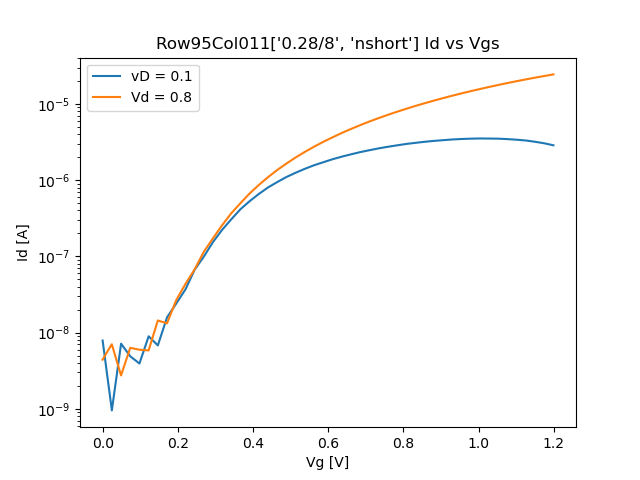 Row95Col011['0.28/8', 'nshort'] Id vs Vgs
vD = 0.1
Vd = 0.8
Id [A]
10⁻⁵
10⁻⁶
10⁻⁷
10⁻⁸
10⁻⁹
0.0 0.2 0.4 0.6 0.8 1.0 1.2
Vg [V]